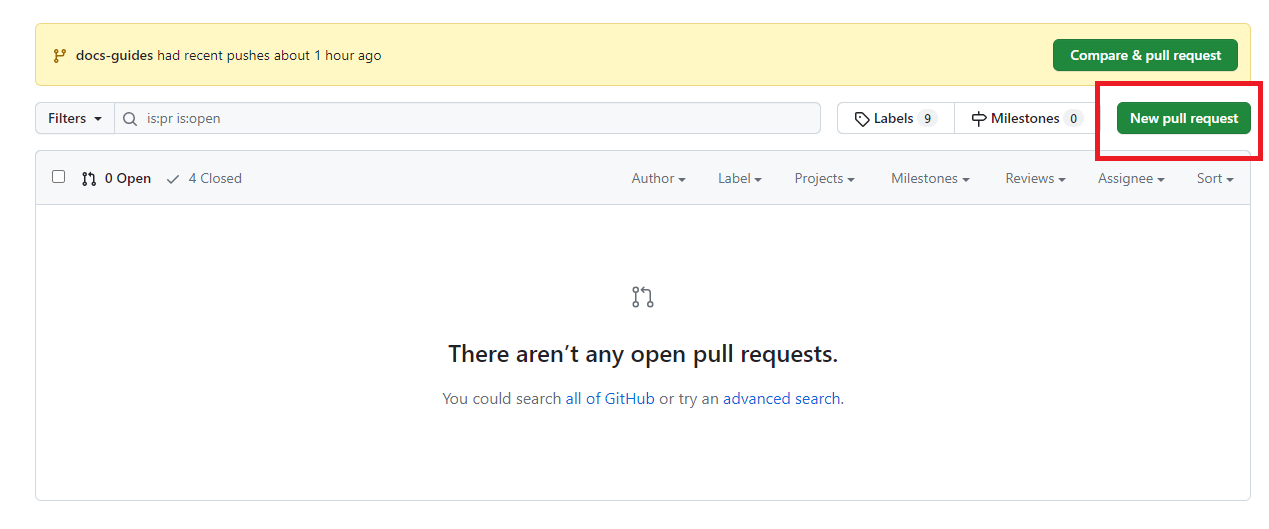 docs-guides had recent pushes about 1 hour ago Compare & pull request
Filters is:pr is:open Labels 9 Milestones 0 New pull request
0 Open 4 Closed Author Label Projects Milestones Reviews Assignee Sort
There aren’t any open pull requests.
You could search all of GitHub or try an advanced search.